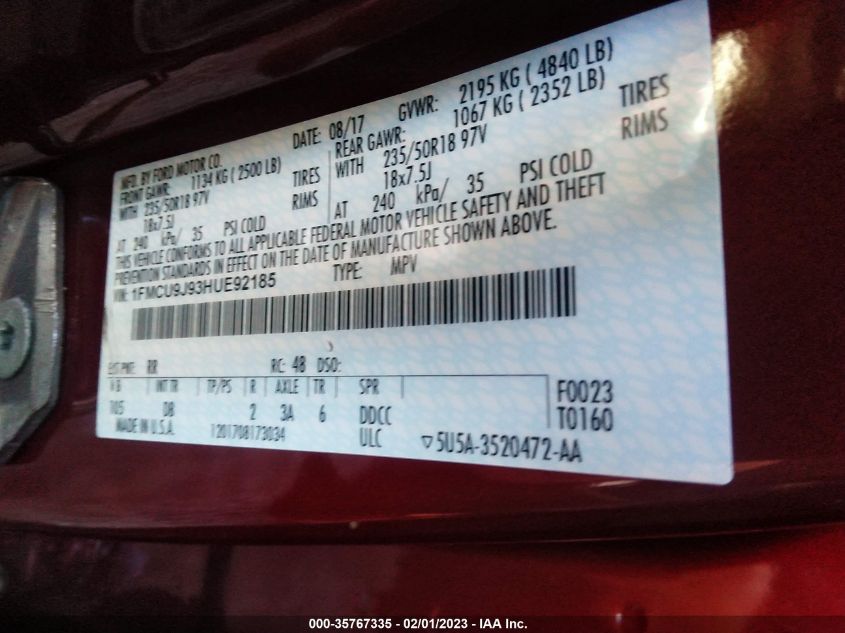 MFD. BY FORD MOTOR CO.
DATE: 08/17
GVWR: 2195 KG ( 4840 LB)
FRONT GAWR: 1134 KG ( 2500 LB)
REAR GAWR: 1067 KG ( 2352 LB)
WITH 235/50R18 97V TIRES
WITH 235/50R18 97V TIRES
18x7.5J RIMS
18x7.5J RIMS
AT 240 kPa/ 35 PSI COLD
AT 240 kPa/ 35 PSI COLD
THIS VEHICLE CONFORMS TO ALL APPLICABLE FEDERAL MOTOR VEHICLE SAFETY AND THEFT
PREVENTION STANDARDS IN EFFECT ON THE DATE OF MANUFACTURE SHOWN ABOVE.
VIN: 1FMCU9J93HUE92185
TYPE: MPV
EXT PNT: RR RC: 48 DSO:
WB INT TR TP/PS R AXLE TR SPR
F0023
105 D8 2 3A 6 DDCC
T0160
MADE IN U.S.A. 1201708173034 ULC
▽5U5A-3520472-AA
000-35767335 - 02/01/2023 - IAA Inc.